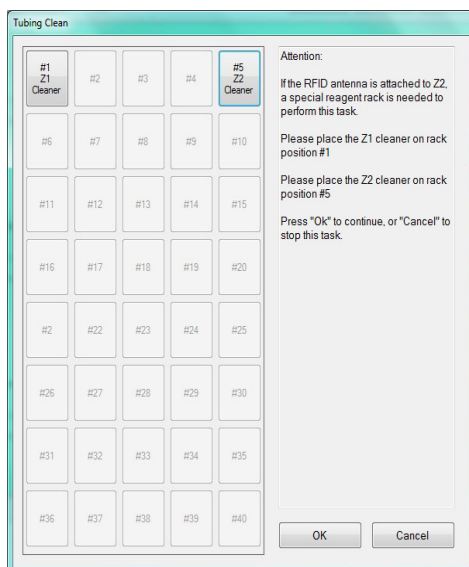 Tubing Clean
#1
Z1
Cleaner
#2
#3
#4
#5
Z2
Cleaner
#6
#7
#8
#9
#10
#11
#12
#13
#14
#15
#16
#17
#18
#19
#20
#2
#22
#23
#24
#25
#26
#27
#28
#29
#30
#31
#32
#33
#34
#35
#36
#37
#38
#39
#40
Attention:
If the RFID antenna is attached to Z2,
a special reagent rack is needed to
perform this task.
Please place the Z1 cleaner on rack
position #1
Please place the Z2 cleaner on rack
position #5
Press "Ok" to continue, or "Cancel" to
stop this task.
OK
Cancel